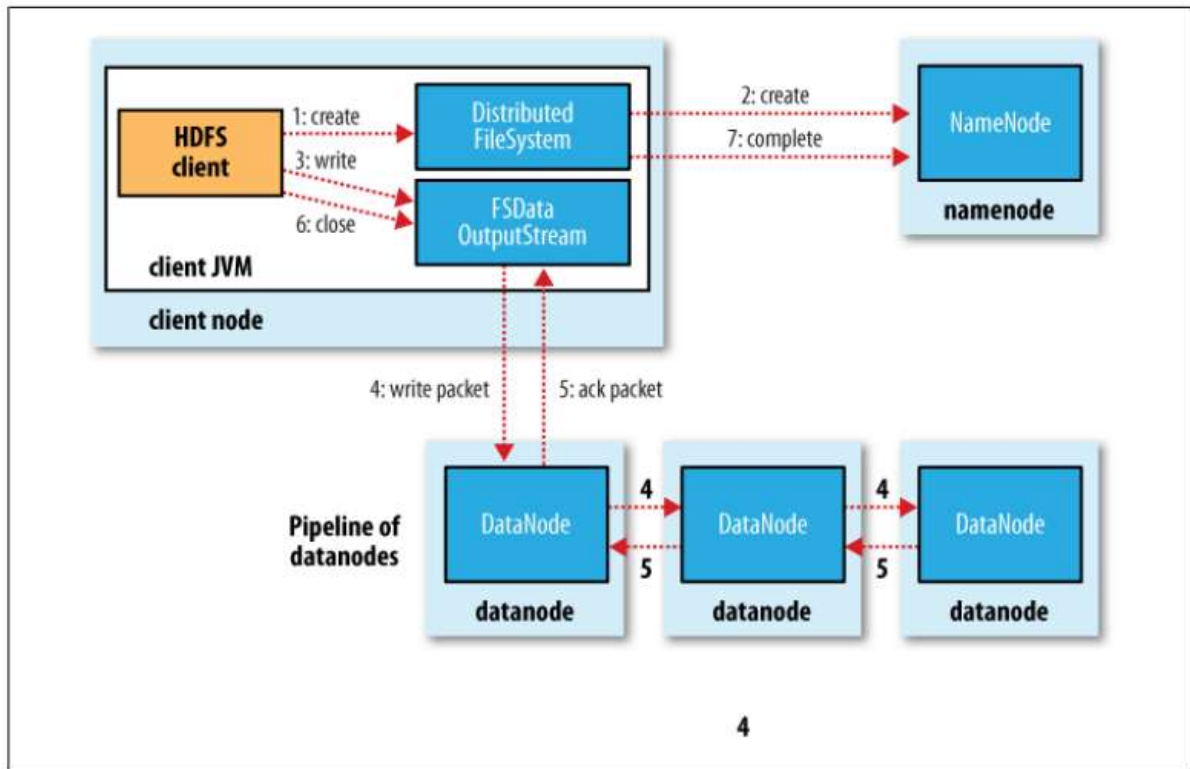 HDFS
client
1: create
3: write
6: close
Distributed
FileSystem
FSData
OutputStream
client JVM
client node
2: create
7: complete
NameNode
namenode
4: write packet
5: ack packet
Pipeline of
datanodes
DataNode
datanode
4
5
DataNode
datanode
4
5
DataNode
datanode
4